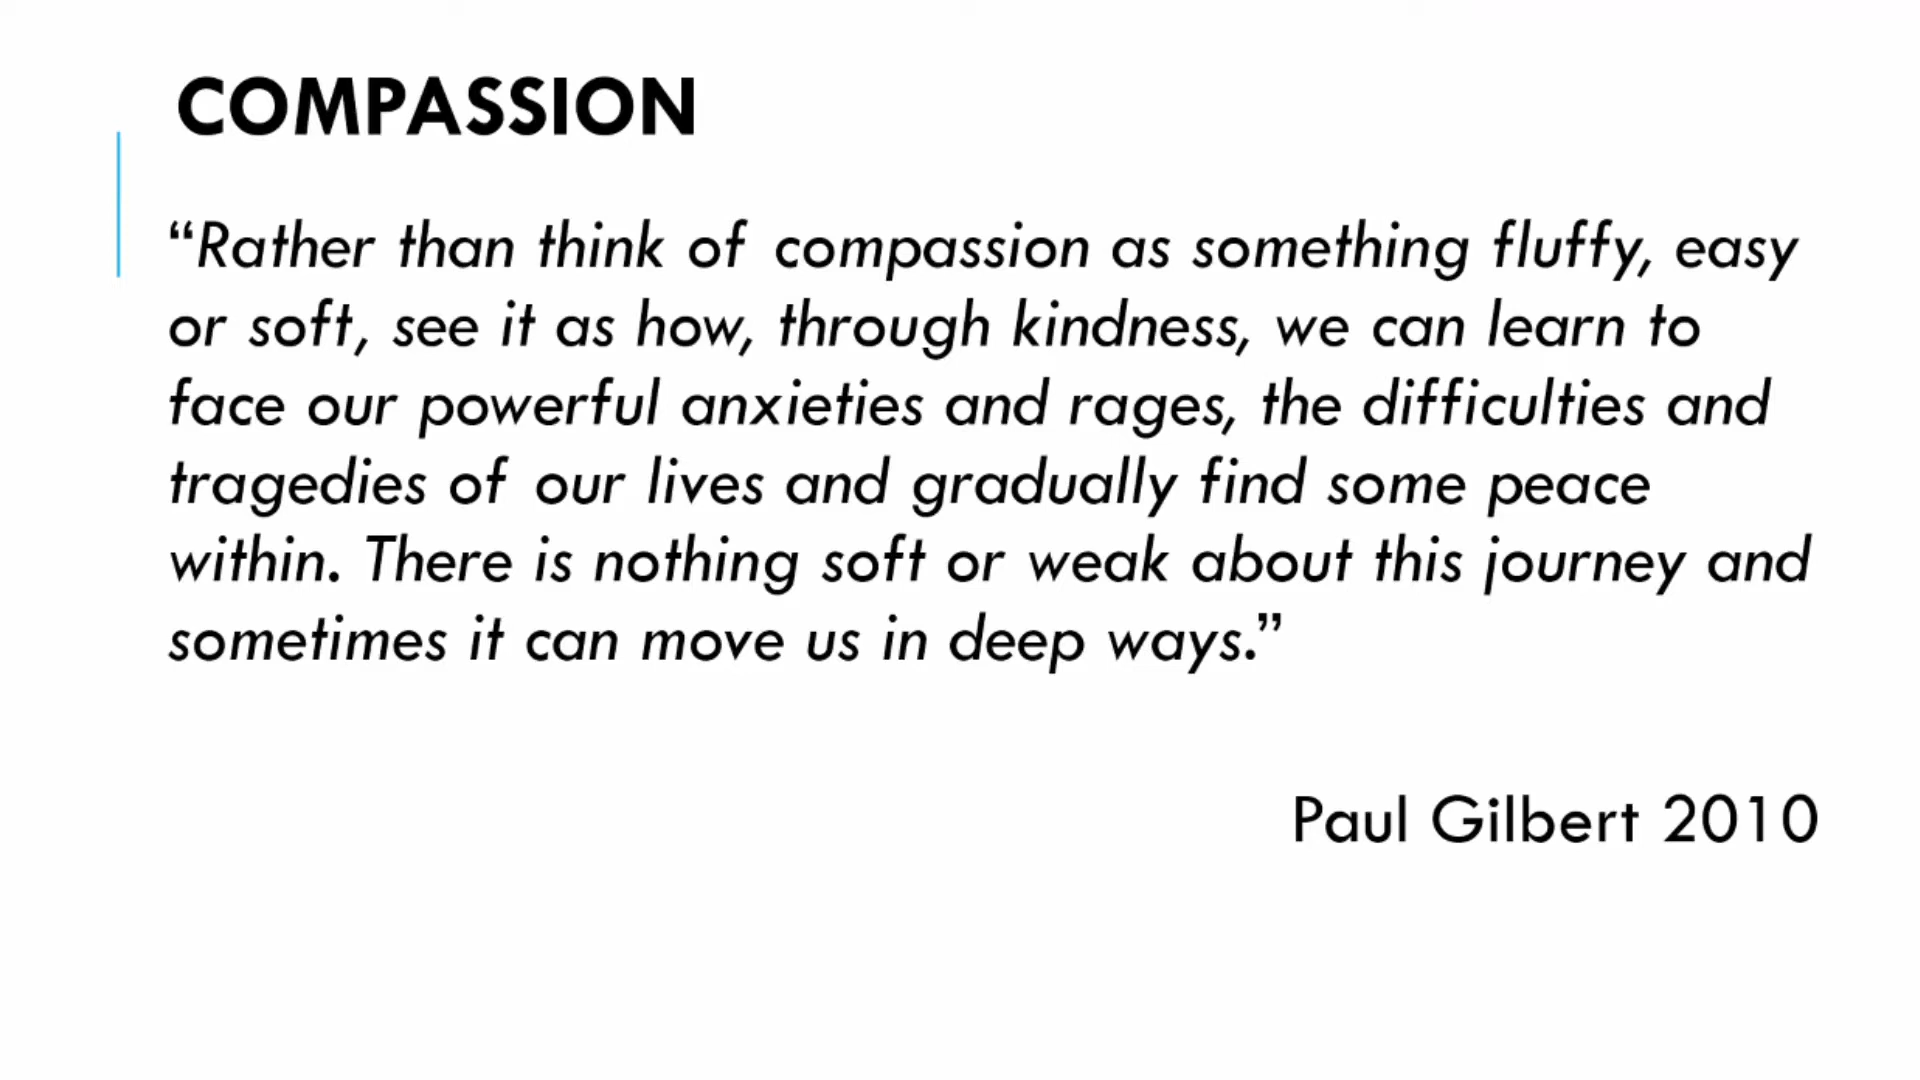 COMPASSION
“Rather than think of compassion as something fluffy, easy
or soft, see it as how, through kindness, we can learn to
face our powerful anxieties and rages, the difficulties and
tragedies of our lives and gradually find some peace
within. There is nothing soft or weak about this journey and
sometimes it can move us in deep ways.”
Paul Gilbert 2010